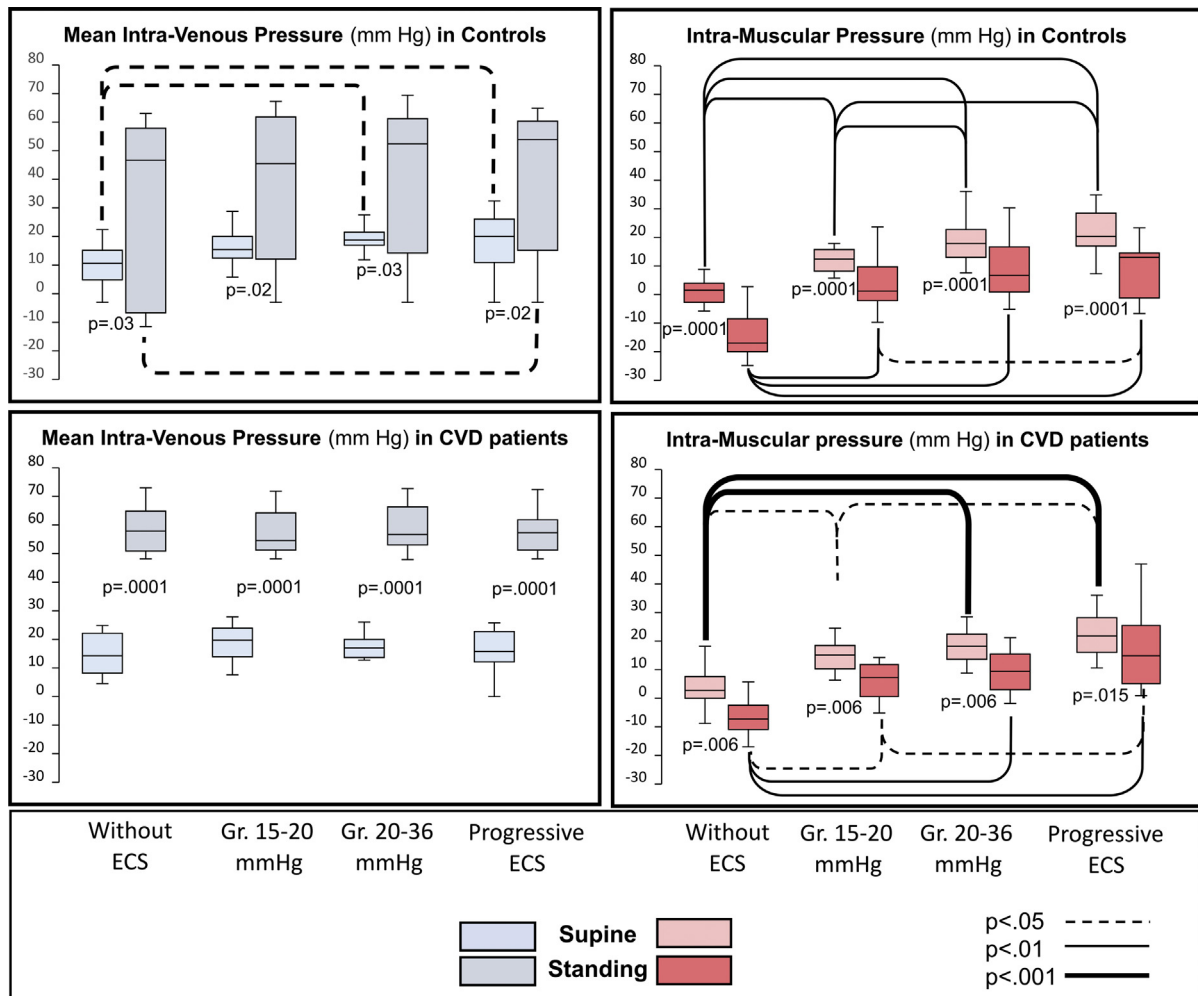 Mean Intra-Venous Pressure (mm Hg) in Controls
80
70
60
50
40
30
20
10
0
-10
-20
-30
p=.03
p=.02
p=.03
p=.02
Intra-Muscular Pressure (mm Hg) in Controls
80
70
60
50
40
30
20
10
0
-10
-20
-30
p=.0001
p=.0001
p=.0001
p=.0001
Mean Intra-Venous Pressure (mm Hg) in CVD patients
80
70
60
50
40
30
20
10
0
-10
-20
-30
p=.0001
p=.0001
p=.0001
p=.0001
Intra-Muscular pressure (mm Hg) in CVD patients
80
70
60
50
40
30
20
10
0
-10
-20
-30
p=.006
p=.006
p=.006
p=.015
Without
ECS
Gr. 15-20
mmHg
Gr. 20-36
mmHg
Progressive
ECS
Without
ECS
Gr. 15-20
mmHg
Gr. 20-36
mmHg
Progressive
ECS
Supine
Standing
p<.05
p<.01
p<.001